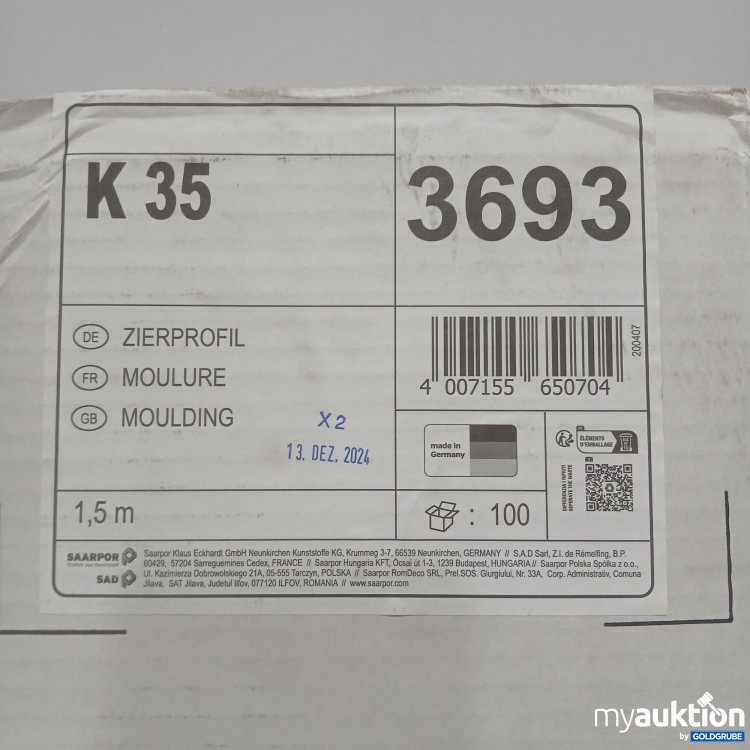 K 35
3693
DE ZIERPROFIL
FR MOULURE
GB MOULDING
X2
13. DEZ. 2024
4 007155 650704
200407
made in
Germany
ÉLÉMENTS
D'EMBALLAGE
SEPARATE THE WASTE
1,5 m
: 100
SAARPOR
SAD
Saarpor Klaus Eckhardt GmbH Neunkirchen Kunststoffe KG, Krummeg 3-7, 66539 Neunkirchen, GERMANY // S.A.D Sarl, Z.I. de Rémelfing, B.P.
60429, 57204 Sarreguemines Cedex, FRANCE // Saarpor Hungaria KFT, Ócsai út 1-3, 1239 Budapest, HUNGARIA // Saarpor Polska Spółka z o.o.,
Ul. Kazimierza Dobrowolskiego 21A, 05-555 Tarczyn, POLSKA // Saarpor RomDeco SRL, Prel.SOS. Giurgiului, Nr. 33A, Corp. Administrativ, Comuna
Jilava, SAT Jilava, Judetul Ilfov, 077120 ILFOV, ROMANIA // www.saarpor.com
myauktion
by GOLDGRUBE